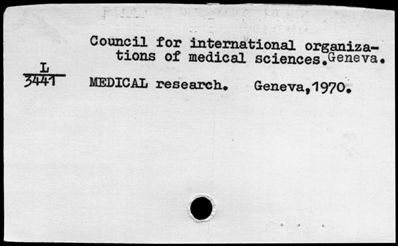 Council for international organiza-
tions of medical sciences.Geneva.
L
3441
MEDICAL research. Geneva,1970.